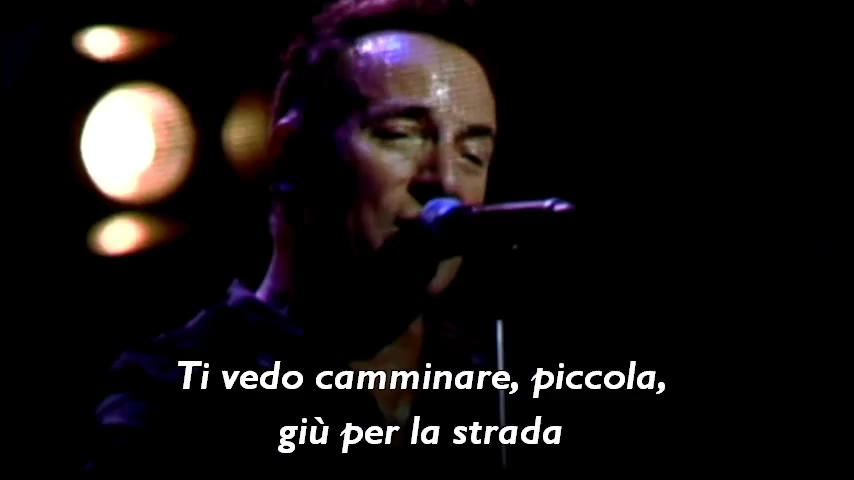 Ti vedo camminare, piccola,
giù per la strada